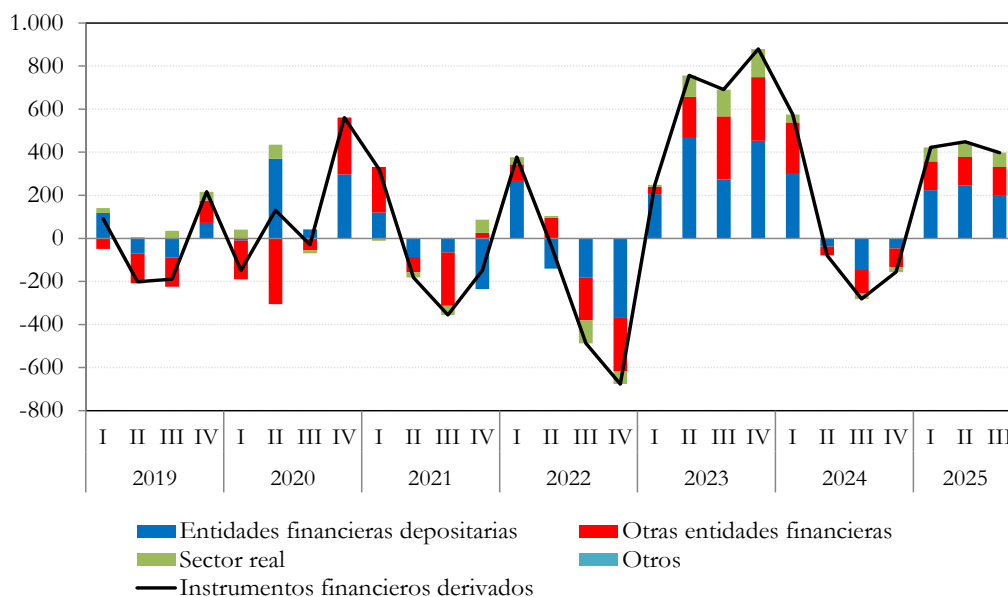 1.000
800
600
400
200
0
-200
-400
-600
-800
I II III IV I II III IV I II III IV I II III IV I II III IV I II III IV I II III
2019 2020 2021 2022 2023 2024 2025
Entidades financieras depositarias Otras entidades financieras
Sector real Otros
Instrumentos financieros derivados